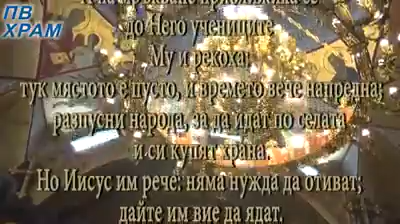 ПВ
ХРАМ
до Него учениците
Му и рекоха:
тук мястото е пусто, и времето вече напредна;
разпусни народа, за да идат по селата
и си купят храна.
Но Иисус им рече: няма нужда да отиват;
дайте им вие да ядат.